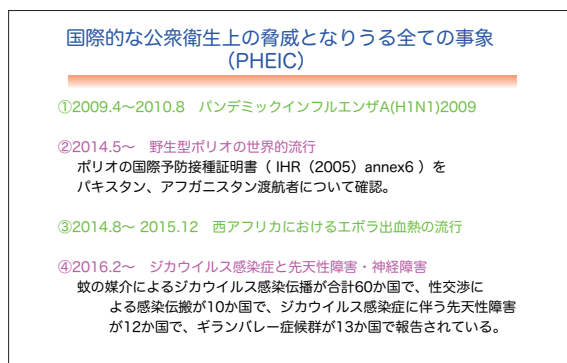 国際的な公衆衛生上の脅威となりうる全ての事象
（PHEIC）
①2009.4〜2010.8　パンデミックインフルエンザA(H1N1)2009
②2014.5〜　野生型ポリオの世界的流行
ポリオの国際予防接種証明書（ IHR（2005）annex6 ）を
パキスタン、アフガニスタン渡航者について確認。
③2014.8〜 2015.12　西アフリカにおけるエボラ出血熱の流行
④2016.2〜　ジカウイルス感染症と先天性障害・神経障害
蚊の媒介によるジカウイルス感染伝播が合計60か国で、性交渉に
よる感染伝搬が10か国で、ジカウイルス感染症に伴う先天性障害
が12か国で、ギランバレー症候群が13か国で報告されている。